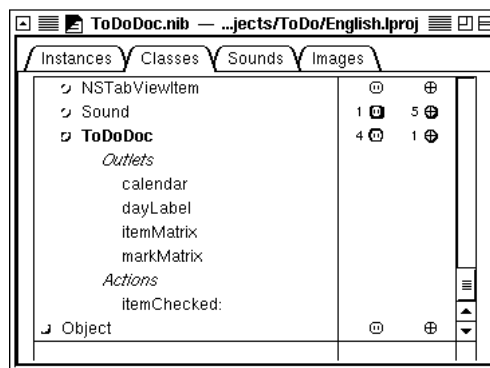 ToDoDoc.nib — ...jects/ToDo/English.lproj
Instances Classes Sounds Images
NSTabViewItem
Sound 1 5
ToDoDoc 4 1
Outlets
calendar
dayLabel
itemMatrix
markMatrix
Actions
itemChecked:
Object